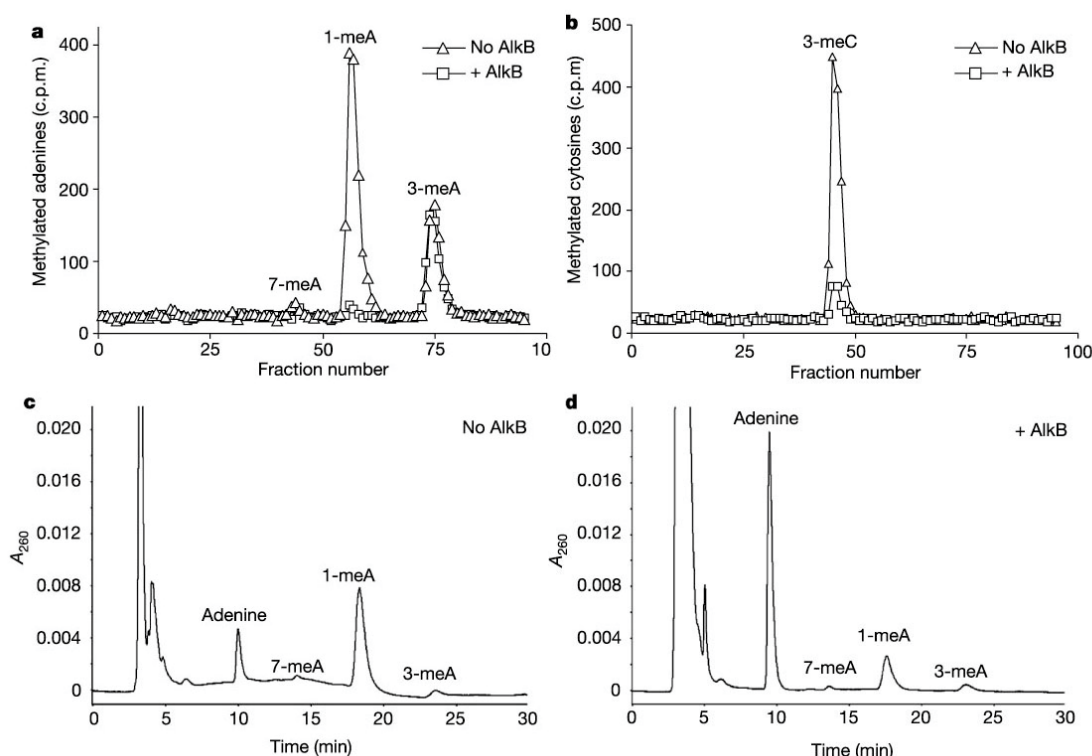 a
Methylated adenines (c.p.m.)
400
300
200
100
0
1-meA
3-meA
7-meA
No AlkB
+ AlkB
0 25 50 75 10
Fraction number
b
Methylated cytosines (c.p.m)
500
400
300
200
100
0
3-meC
No AlkB
+ AlkB
0 25 50 75 100
Fraction number
c
No AlkB
A260
0.020
0.016
0.012
0.008
0.004
0
Adenine
7-meA
1-meA
3-meA
0 5 10 15 20 25 30
Time (min)
d
+ AlkB
A260
0.020
0.016
0.012
0.008
0.004
0
Adenine
7-meA
1-meA
3-meA
0 5 10 15 20 25 30
Time (min)